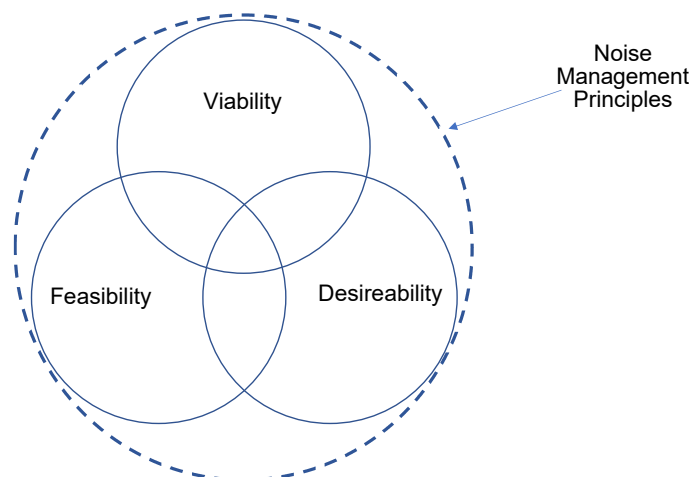 Noise
Management
Principles
Viability
Feasibility
Desireability